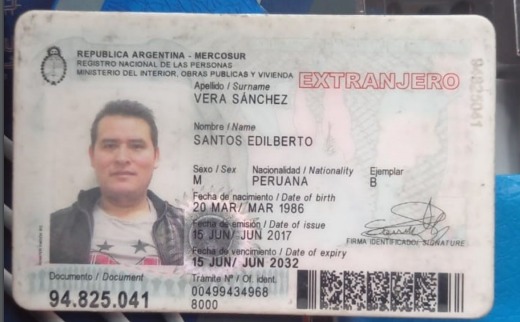 REPUBLICA ARGENTINA - MERCOSUR
REGISTRO NACIONAL DE LAS PERSONAS
MINISTERIO DEL INTERIOR, OBRAS PUBLICAS Y VIVIENDA
EXTRANJERO
Apellido / Surname
VERA SÁNCHEZ
Nombre / Name
SANTOS EDILBERTO
Sexo / Sex Nacionalidad / Nationality Ejemplar
M PERUANA B
Fecha de nacimiento / Date of birth
20 MAR/ MAR 1986
Fecha de emisión / Date of issue
15 JUN/ JUN 2017
FIRMA IDENTIFICADO/ SIGNATURE
Fecha de vencimiento / Date of expiry
15 JUN/ JUN 2032
Documento / Document
94.825.041
Trámite Nº / Of. ident.
00499434968
8000